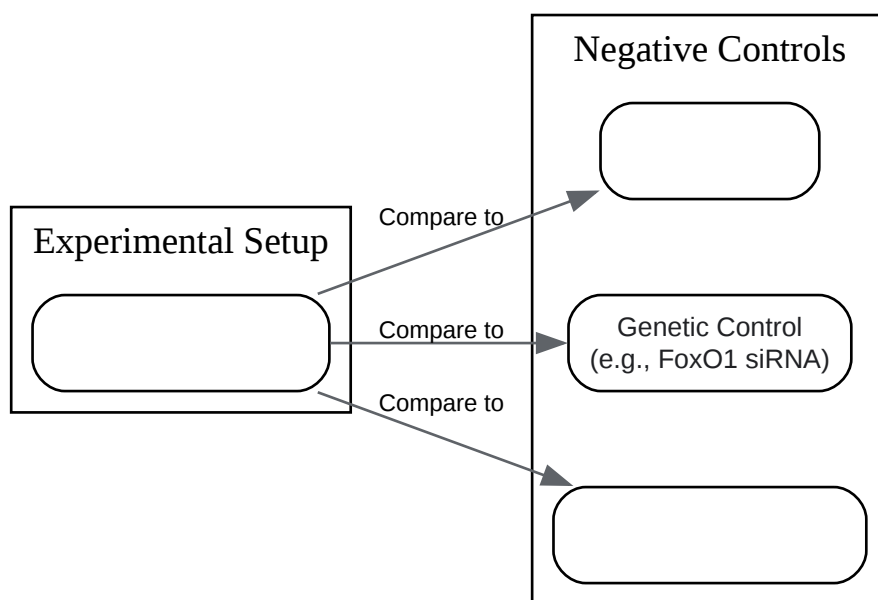 Negative Controls
Experimental Setup
Compare to
Compare to
Compare to
Genetic Control
(e.g., FoxO1 siRNA)